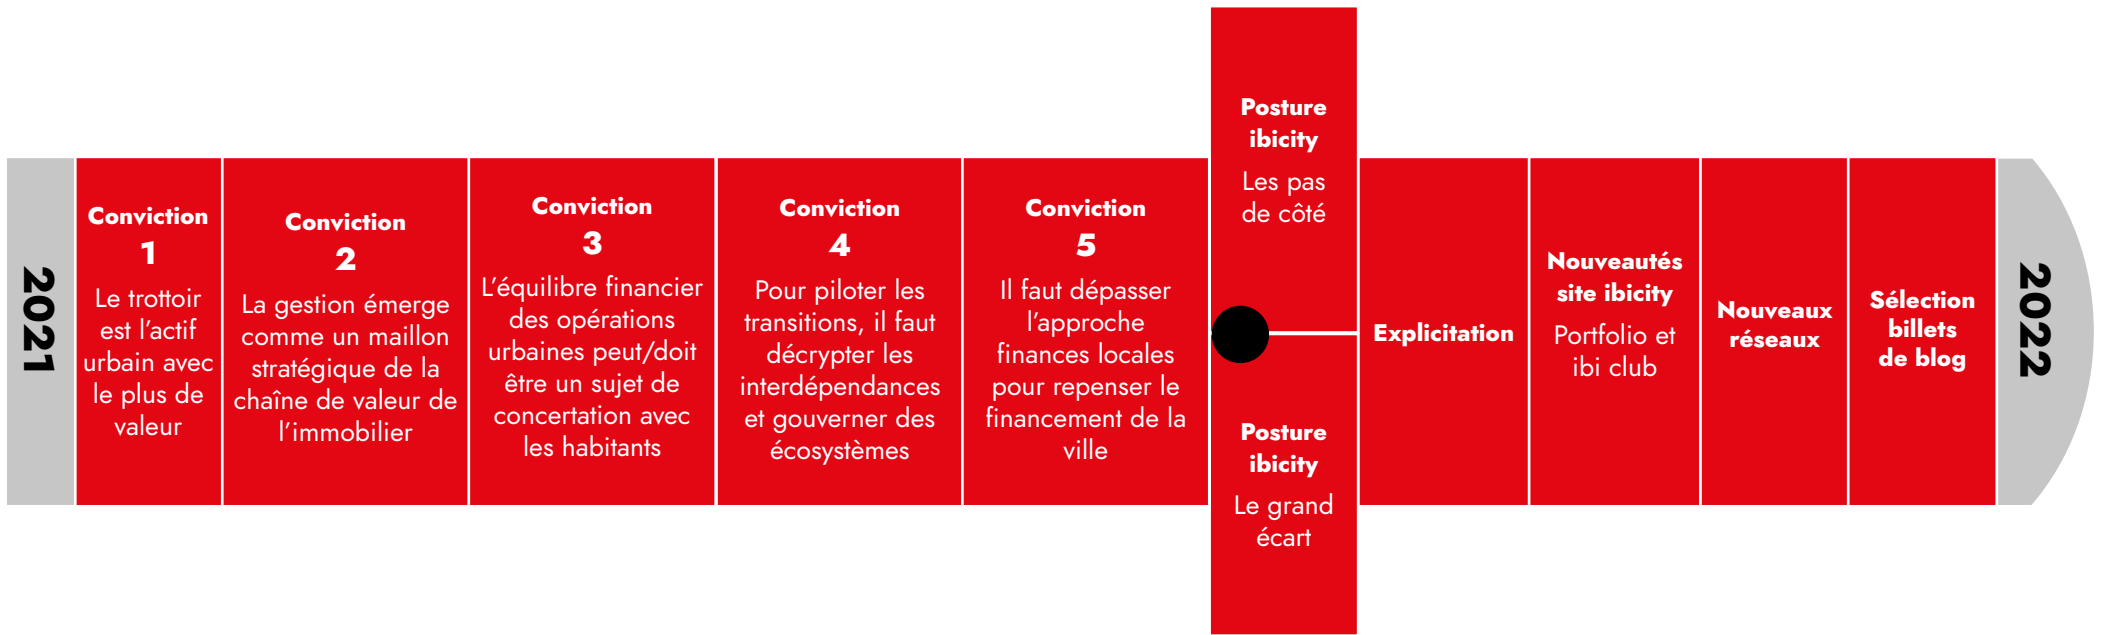 2021
Conviction
1
Le trottoir
est l’actif
urbain avec
le plus de
valeur
Conviction
2
La gestion émerge
comme un maillon
stratégique de la
chaîne de valeur de
l’immobilier
Conviction
3
L’équilibre financier
des opérations
urbaines peut/doit
être un sujet de
concertation avec
les habitants
Conviction
4
Pour piloter les
transitions, il faut
décrypter les
interdépendances
et gouverner des
écosystèmes
Conviction
5
Il faut dépasser
l’approche
finances locales
pour repenser le
financement de la
ville
Posture
ibicity
Les pas
de côté
Posture
ibicity
Le grand
écart
Explicitation
Nouveautés
site ibicity
Portfolio et
ibi club
Nouveaux
réseaux
Sélection
billets
de blog
2022